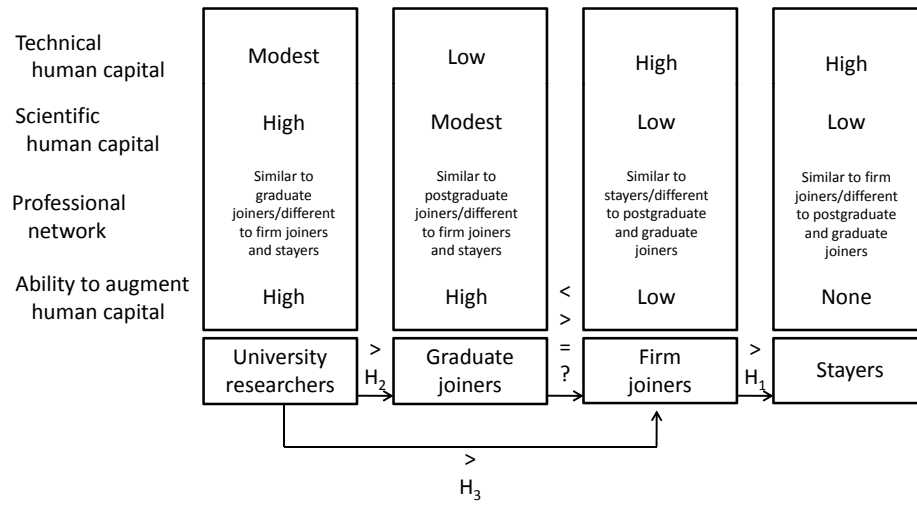 Technical
human capital
Modest
Low
High
High
Scientific
human capital
High
Modest
Low
Low
Professional
network
Similar to
graduate
joiners/different
to firm joiners
and stayers
Similar to
postgraduate
joiners/different
to firm joiners
and stayers
Similar to
stayers/different
to postgraduate
and graduate
joiners
Similar to firm
joiners/different
to postgraduate
and graduate
joiners
Ability to augment
human capital
High
High
Low
None
University
researchers
>
H2
Graduate
joiners
<
>
=
?
Firm
joiners
>
H1
Stayers
>
H3